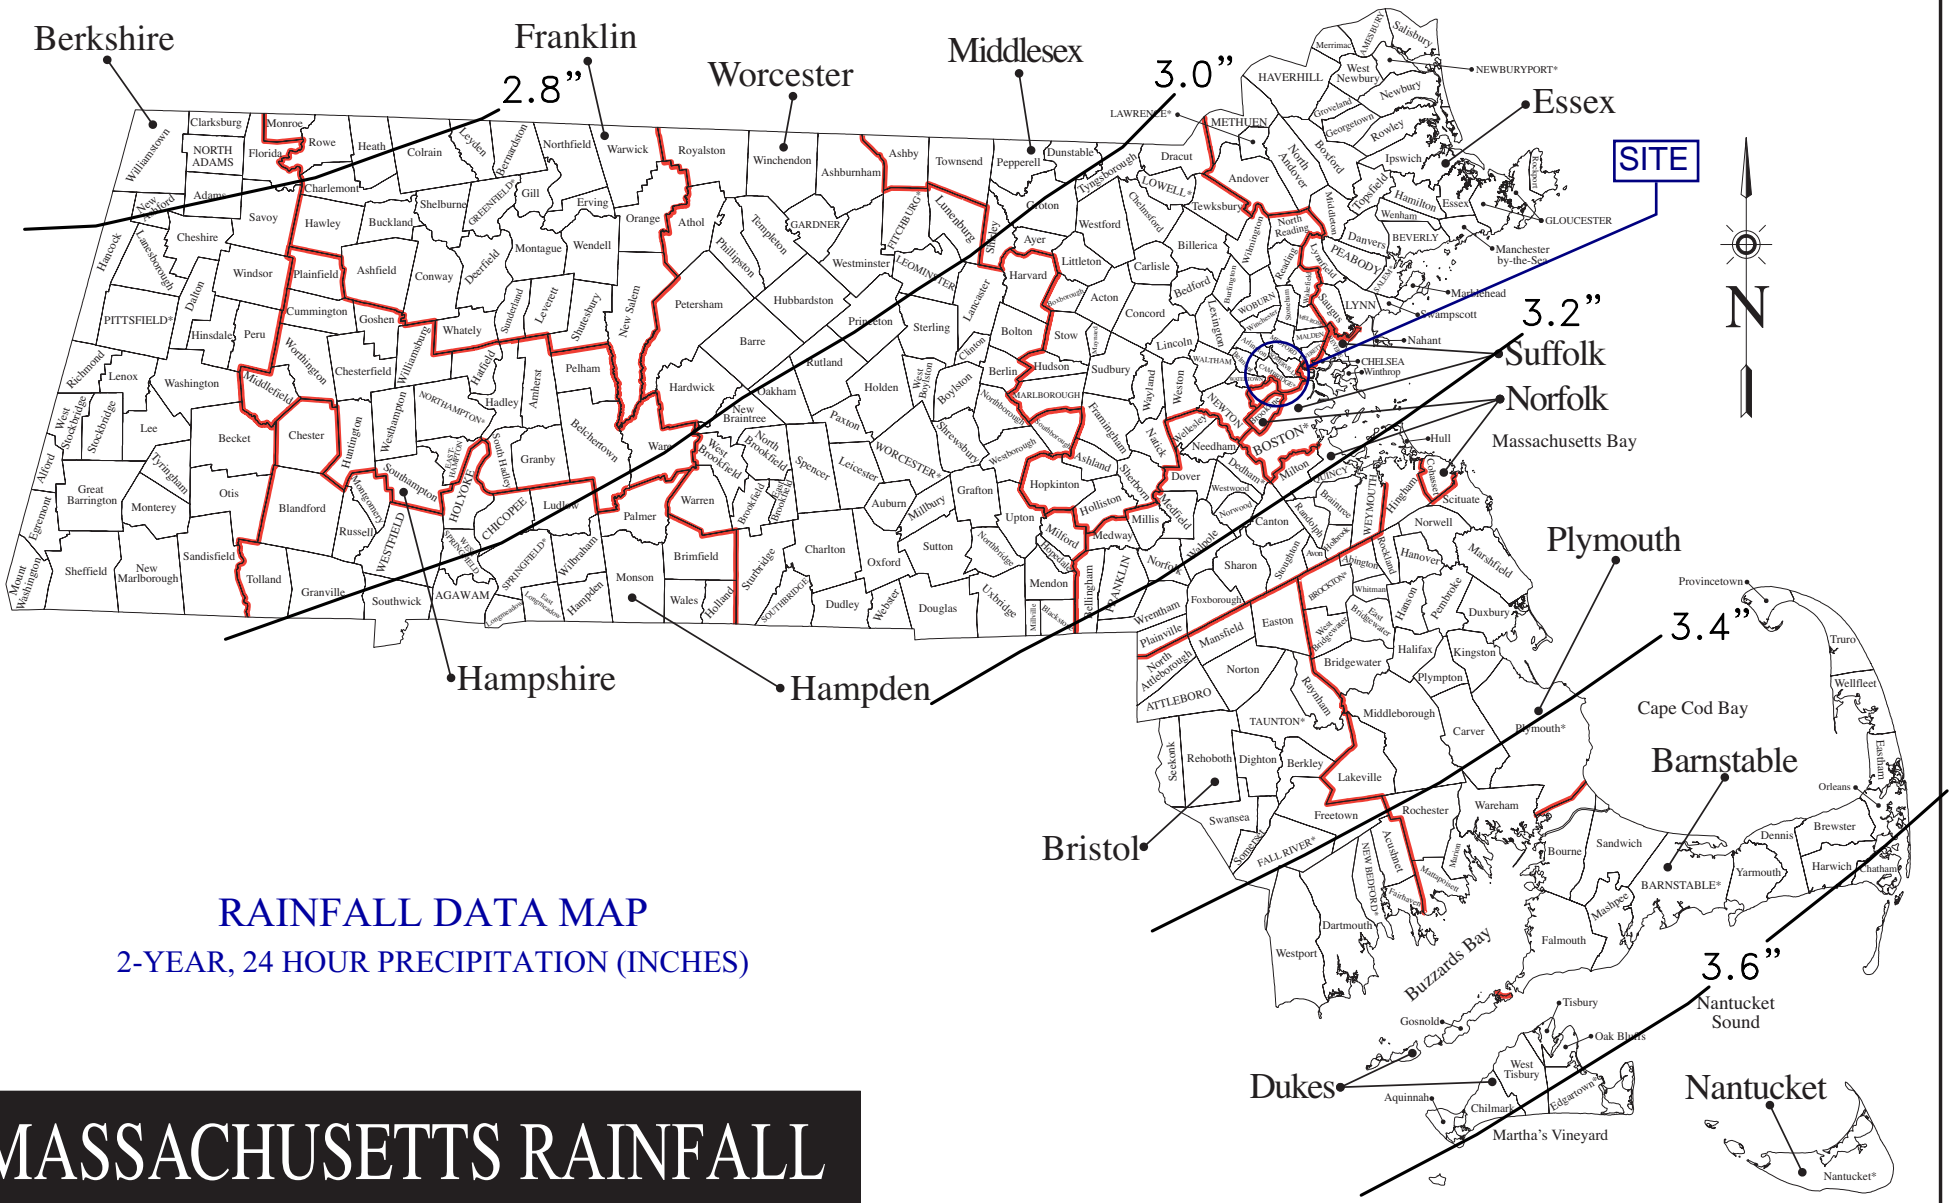 Berkshire
Franklin
Worcester
Middlesex
Essex
Suffolk
Norfolk
Plymouth
Barnstable
Bristol
Dukes
Nantucket
Hampshire
Hampden
2.8”
3.0”
3.2”
3.4”
3.6”
SITE
N
Massachusetts Bay
Cape Cod Bay
Buzzards Bay
Nantucket
Sound
Martha’s Vineyard
Clarksburg
Monroe
Rowe
Heath
Colrain
Leyden
Bernardston
Northfield
Warwick
Royalston
Winchendon
Ashburnham
Ashby
Townsend
Pepperell
Dunstable
Tyngsborough
Dracut
LAWRENCE*
METHUEN
HAVERHILL
Merrimac
AMESBURY
Salisbury
NEWBURYPORT*
West
Newbury
Newbury
Groveland
Georgetown
Rowley
Boxford
Ipswich
Rockport
Topsfield
Hamilton
Essex
Wenham
GLOUCESTER
Manchester
by-the-Sea
BEVERLY
Danvers
PEABODY
SALEM*
Marblehead
Swampscott
LYNN
Nahant
Saugus
Lynnfield
Middleton
North
Reading
North
Andover
Andover
Williamstown
NORTH
ADAMS
Florida
Adams
Savoy
Charlemont
Hawley
Buckland
Shelburne
GREENFIELD*
Gill
Erving
Orange
Athol
Phillipston
Templeton
GARDNER
Westminster
FITCHBURG*
Lunenburg
LEOMINSTER
Shirley
Groton
Ayer
Harvard
Littleton
Westford
LOWELL*
Chelmsford
Tewksbury
Billerica
Wilmington
Reading
Wakefield
Stoneham
WOBURN
Winchester
Burlington
Bedford
Carlisle
Acton
Boxborough
Concord
Lexington
Lincoln
WALTHAM
NEWTON
Weston
Wayland
Sudbury
Maynard
Stow
Hudson
MARLBOROUGH
Framingham
Natick
Sherborn
Ashland
Hopkinton
Holliston
New
Ashford
Hancock
Lanesborough
Cheshire
Windsor
Plainfield
Ashfield
Conway
Deerfield
Montague
Wendell
New Salem
Petersham
Hubbardston
Princeton
Sterling
Lancaster
Bolton
Clinton
Berlin
PITTSFIELD*
Dalton
Hinsdale
Peru
Cummington
Goshen
Whately
Sunderland
Leverett
Shutesbury
Barre
Rutland
Holden
West
Boylston
Boylston
Northborough
Southborough
Westborough
Shrewsbury
WORCESTER*
Richmond
Lenox
Washington
Middlefield
Worthington
Chesterfield
Williamsburg
Hatfield
NORTHAMPTON*
Hadley
Amherst
Pelham
Belchertown
Ware
Hardwick
New
Braintree
Oakham
Paxton
Leicester
Spencer
North
Brookfield
West
Brookfield
East
Brookfield
Brookfield
West
Stockbridge
Stockbridge
Lee
Becket
Chester
Huntington
Westhampton
EAST-
HAMPTON
Southampton
South Hadley
Granby
Alford
Great
Barrington
Tyringham
Monterey
Otis
Blandford
Montgomery
Russell
WESTFIELD
HOLYOKE
CHICOPEE
Ludlow
Palmer
Warren
Egremont
Mount
Washington
Sheffield
New
Marlborough
Sandisfield
Tolland
Granville
Southwick
AGAWAM
WEST
SPRINGFIELD
SPRINGFIELD*
Longmeadow
East
Longmeadow
Wilbraham
Hampden
Monson
Brimfield
Wales
Holland
Sturbridge
SOUTHBRIDGE
Charlton
Dudley
Oxford
Webster
Auburn
Millbury
Grafton
Sutton
Northbridge
Douglas
Uxbridge
Upton
Milford
Hopedale
Mendon
Millville
Bellingham
FRANKLIN
Medway
Millis
Medfield
Norfolk
Walpole
Wrentham
Plainville
Foxborough
Sharon
Norwood
Westwood
Dover
Needham
Wellesley
Dedham*
Brookline
BOSTON*
Milton
QUINCY
MALDEN
CHELSEA
Winthrop
Hull
Cohasset
Scituate
Hingham
WEYMOUTH
Braintree
Holbrook
Randolph
Canton
Stoughton
Avon
Norwell
Hanover
Rockland
Abington
Marshfield
Pembroke
Hanson
Whitman
BROCKTON*
East
Bridgewater
West
Bridgewater
Bridgewater
Duxbury
Kingston
Halifax
Plympton
Plymouth*
Carver
Middleborough
Lakeville
Rochester
Wareham
Marion
Mattapoisett
Easton
Mansfield
Norton
North
Attleborough
ATTLEBORO
Raynham
TAUNTON*
Berkley
Dighton
Rehoboth
Seekonk
Swansea
Somerset
Freetown
FALL RIVER*
Acushnet
NEW BEDFORD*
Fairhaven
Dartmouth
Westport
Bourne
Sandwich
Falmouth
Mashpee
BARNSTABLE*
Yarmouth
Dennis
Brewster
Harwich
Chatham
Orleans
Eastham
Wellfleet
Truro
Provincetown
Gosnold
Tisbury
Oak Bluffs
West
Tisbury
Edgartown*
Chilmark
Aquinnah
Nantucket*
RAINFALL DATA MAP
2-YEAR, 24 HOUR PRECIPITATION (INCHES)
MASSACHUSETTS RAINFALL